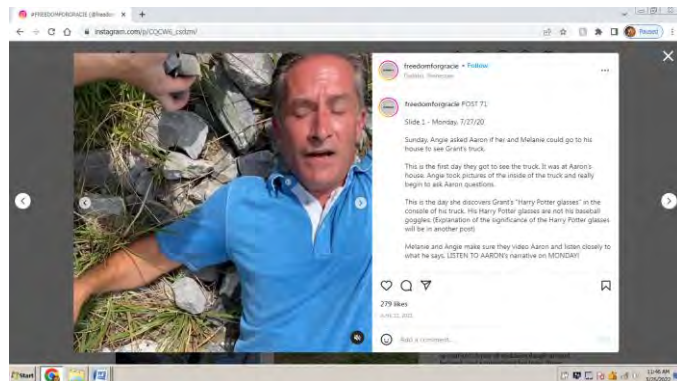 #FREEDOMFORGRACIE (@freedom
instagram.com/p/CQCW6_csdzm/
Paused
freedomforgracie • Follow
freedomforgracie POST 71
Slide 1 - Monday, 7/27/20
Sunday, Angie asked Aaron if her and Melanie could go to his
house to see Grant's truck.
This is the first day they got to see the truck. It was at Aaron's
house. Angie took pictures of the inside of the truck and really
begin to ask Aaron questions.
This is the day she discovers Grant's "Harry Potter glasses" in the
console of his truck. His Harry Potter glasses are not his baseball
goggles. (Explanation of the significance of the Harry Potter glasses
will be in another post)
Melanie and Angie make sure they video Aaron and listen closely to
what he says. LISTEN TO AARON's narrative on MONDAY!
279 likes
Add a comment...
Start
11:46 AM